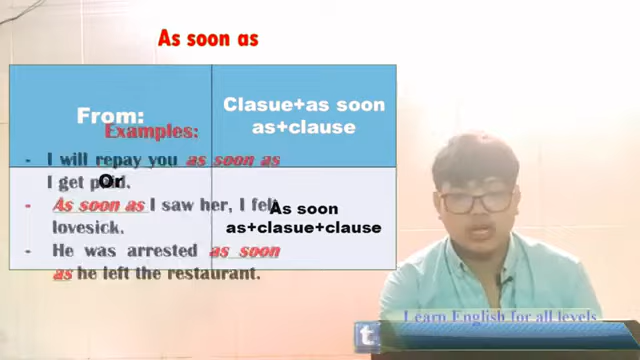 As soon as
From:
Clasue+as soon
as+clause
Examples:
- I will repay you as soon as
I get paid.
Or
- As soon as I saw her, I felt
lovesick.
As soon
as+clasue+clause
- He was arrested as soon
as he left the restaurant.
Learn English for all levels
t